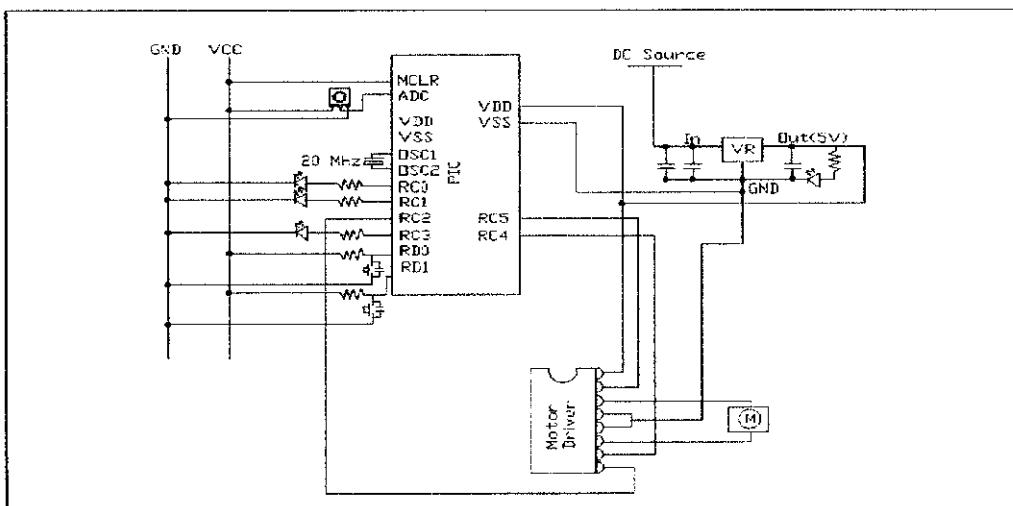 GND VCC
DC Source
MCLR
ADC
VDD
VSS
VDD
VSS
In
VR
Out(5V)
GND
20 Mhz
OSC1
OSC2
PIC
RC0
RC1
RC2
RC3
RD0
RD1
RC5
RC4
Motor
Driver
M